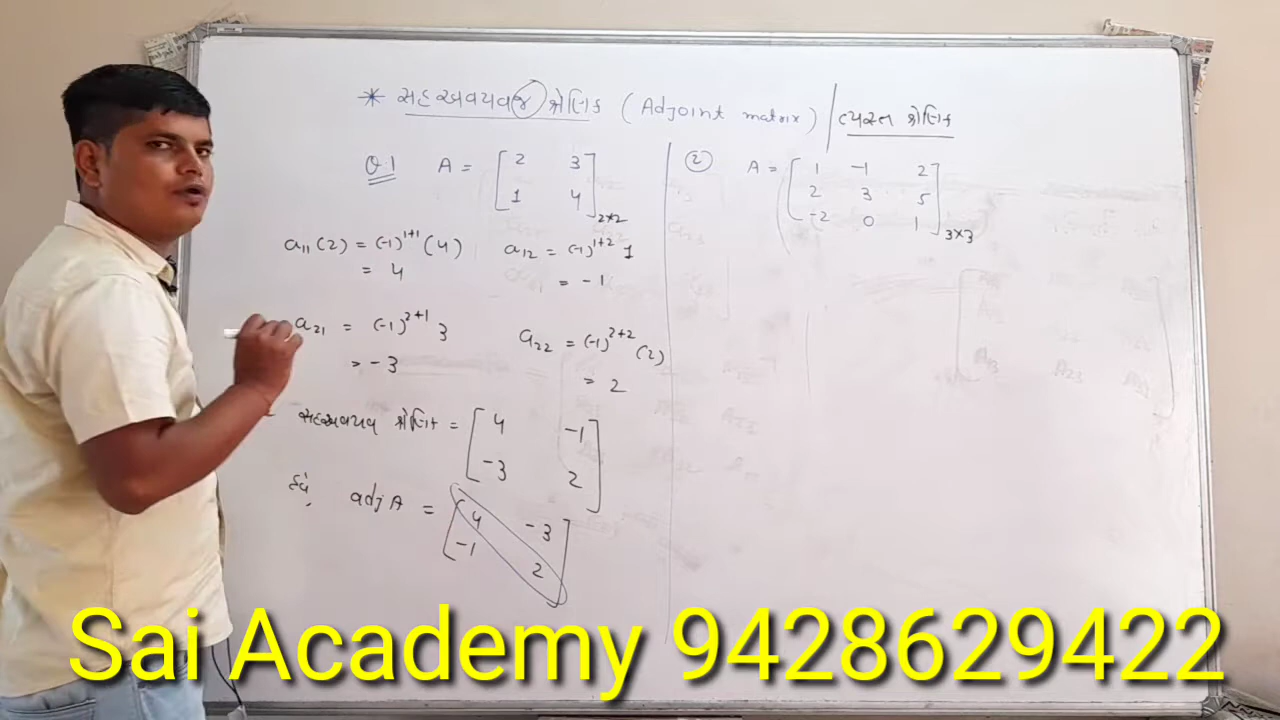 * સહઅવયવજ શ્રેણિક (Adjoint matrix) / વ્યસ્ત શ્રેણિક
Q.1 A = [2 3
1 4]2×2
a11 (2) = (-1)^1+1 (4)
= 4
a12 = (-1)^1+2 1
= -1
a21 = (-1)^2+1 3
= -3
a22 = (-1)^2+2 (2)
= 2
સહઅવયવ શ્રેણિક = [4 -1
-3 2]
હવે, adj A = [4 -3
-1 2]
② A = [1 -1 2
2 3 5
-2 0 1]3×3
Sai Academy 9428629422